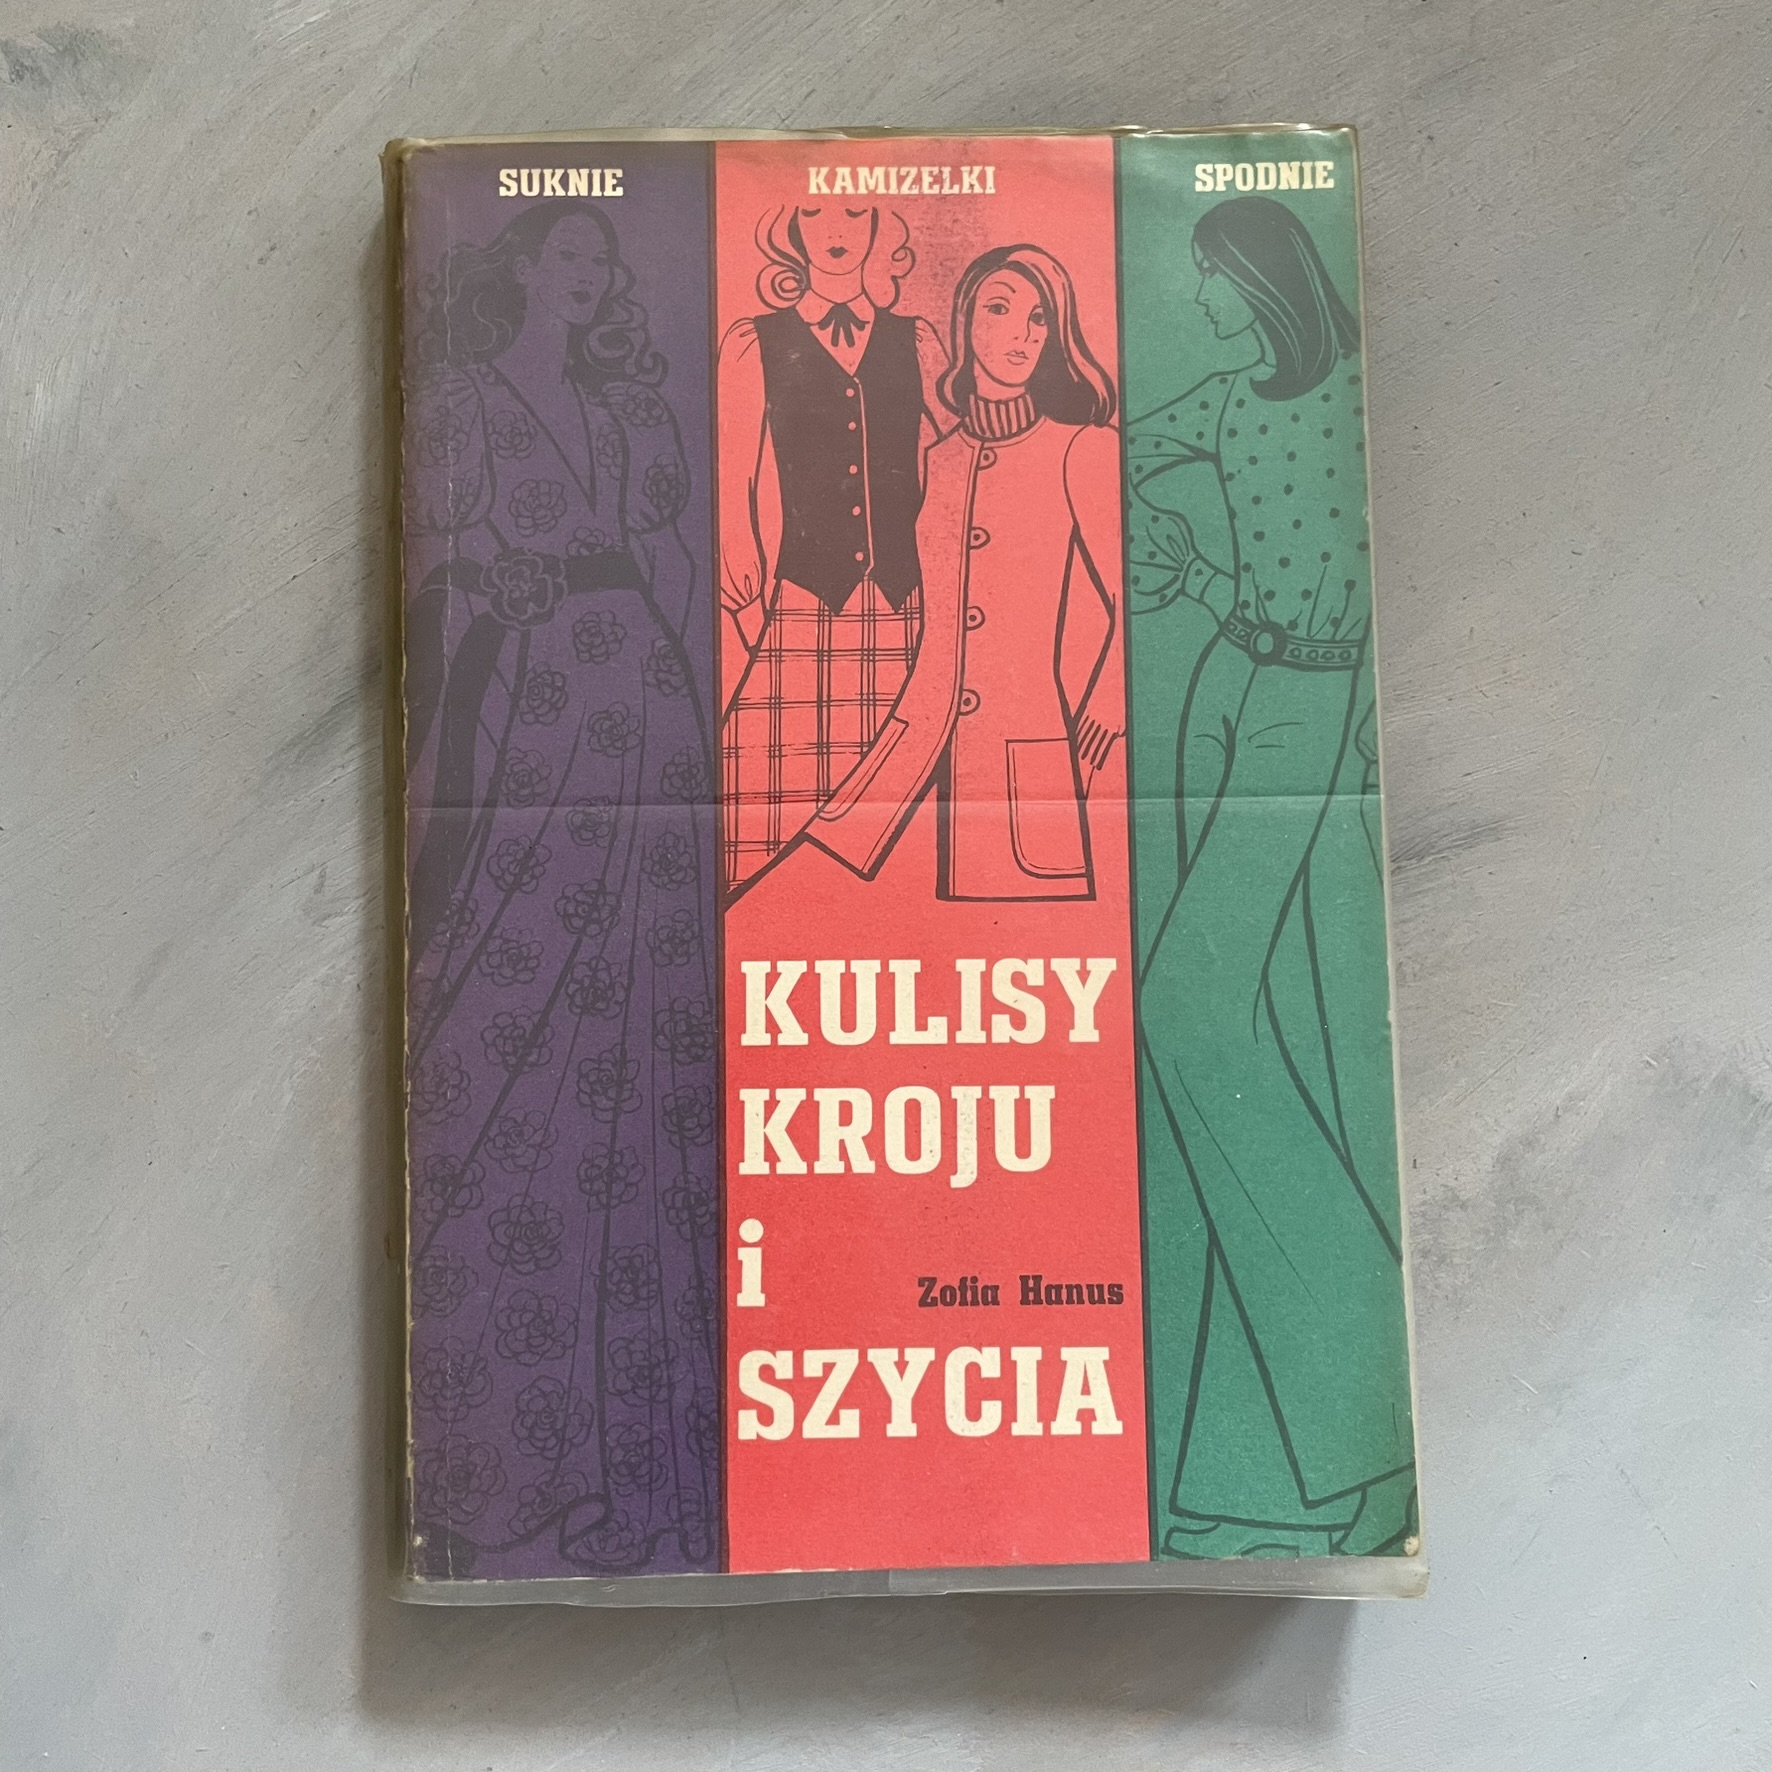 SUKNIE
KAMIZELKI
SPODNIE
KULISY
KROJU
i
Zofia Hanus
SZYCIA